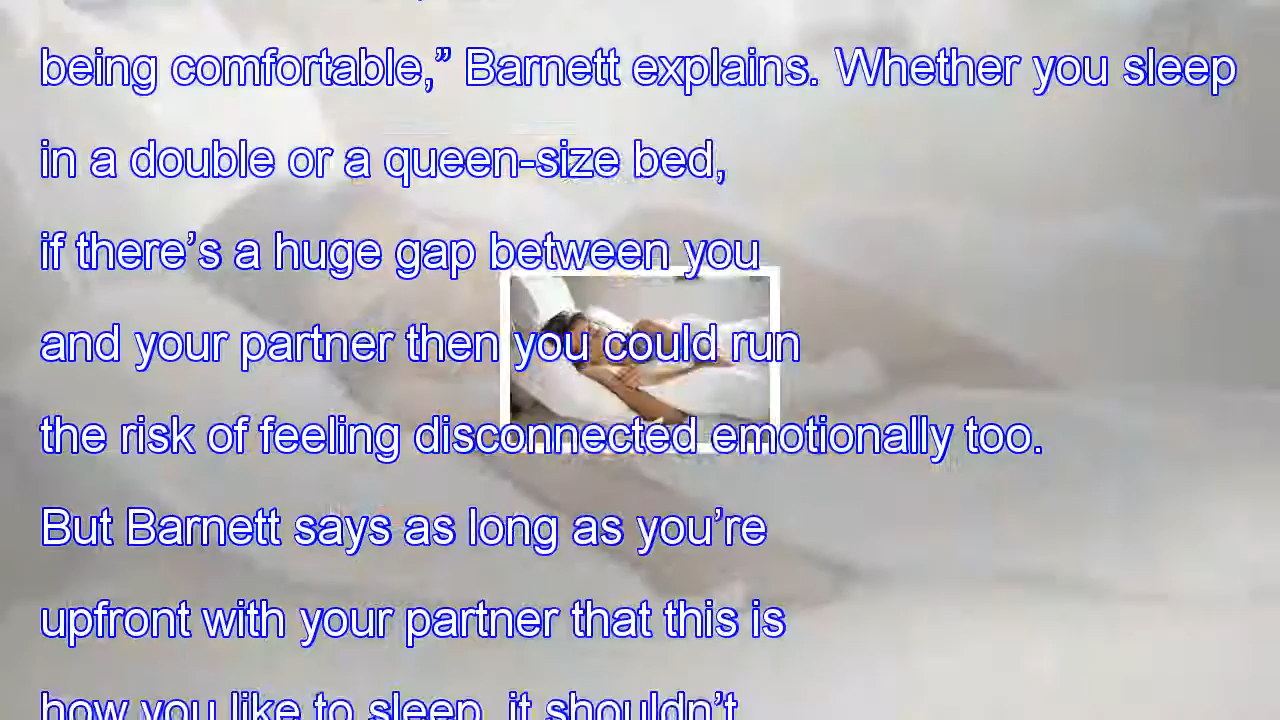 being comfortable,” Barnett explains. Whether you sleep
in a double or a queen-size bed,
if there’s a huge gap between you
and your partner then you could run
the risk of feeling disconnected emotionally too.
But Barnett says as long as you’re
upfront with your partner that this is
how you like to sleep, it shouldn’t